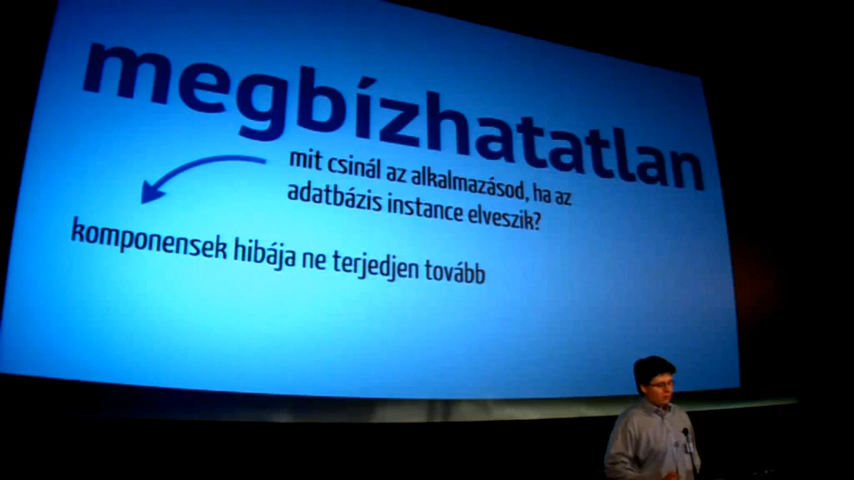 megbízhatatlan
mit csinál az alkalmazásod, ha az
adatbázis instance elveszik?
komponensek hibája ne terjedjen tovább